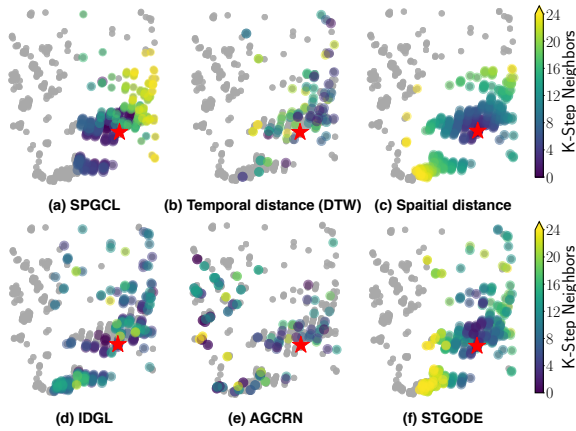 24
20
16
12
8
4
0
K-Step Neighbors
(a) SPGCL
(b) Temporal distance (DTW)
(c) Spaitial distance
24
20
16
12
8
4
0
K-Step Neighbors
(d) IDGL
(e) AGCRN
(f) STGODE